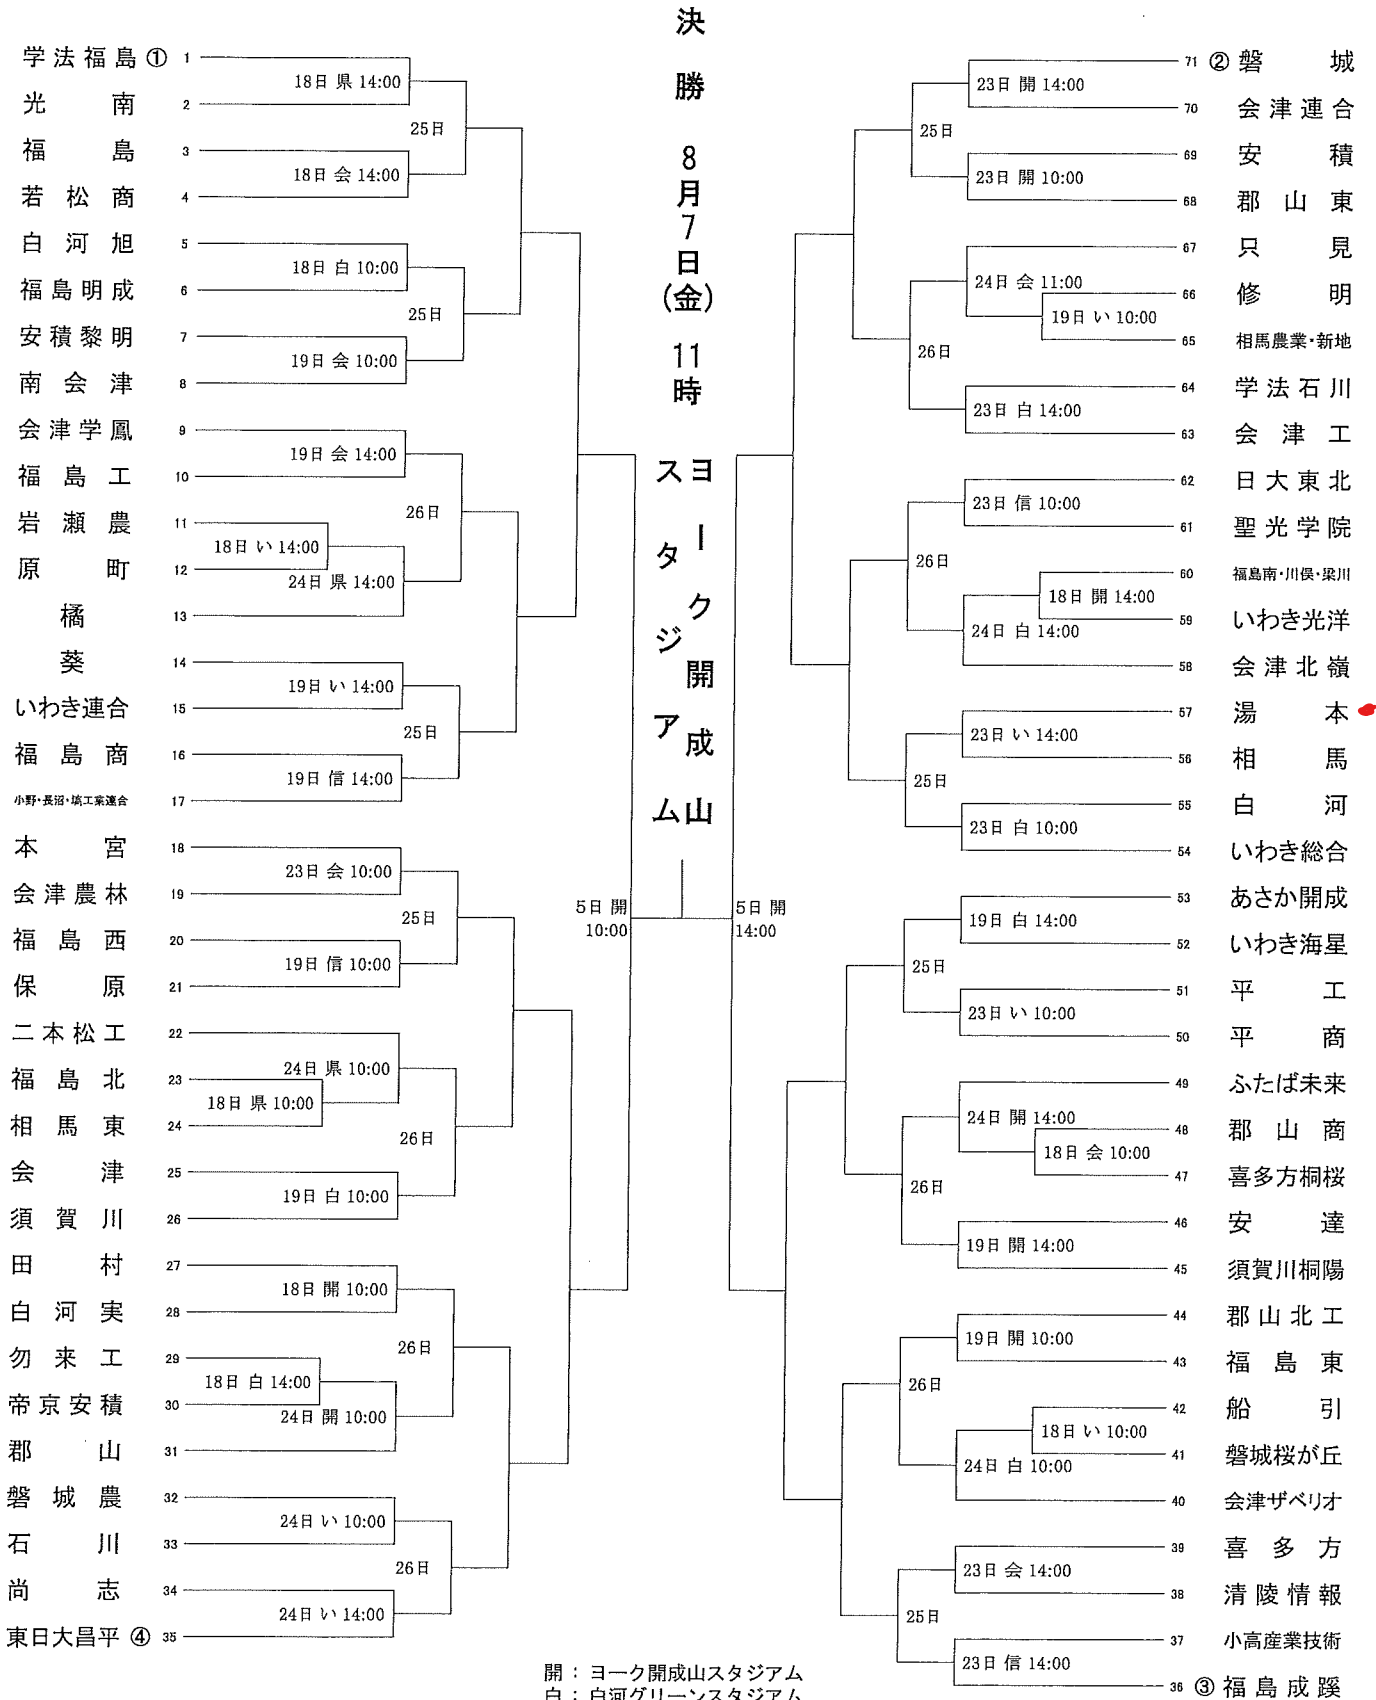 決勝 8月7日(金) 11時
ヨーク開成山
スタジアム
学法福島 ① 1
18日 県 14:00
光南 2
25日
福島 3
18日 会 14:00
若松商 4
白河旭 5
18日 白 10:00
福島明成 6
25日
安積黎明 7
19日 会 10:00
南会津 8
会津学鳳 9
19日 会 14:00
福島工 10
26日
岩瀬農 11
18日 い 14:00
原町 12
24日 県 14:00
橘 13
葵 14
19日 い 14:00
いわき連合 15
25日
福島商 16
19日 信 14:00
小野・長沼・塙工業連合 17
本宮 18
23日 会 10:00
会津農林 19
25日
福島西 20
19日 信 10:00
保原 21
二本松工 22
24日 県 10:00
福島北 23
18日 県 10:00
相馬東 24
26日
会津 25
19日 白 10:00
須賀川 26
田村 27
18日 開 10:00
白河実 28
26日
勿来工 29
18日 白 14:00
帝京安積 30
24日 開 10:00
郡山 31
磐城農 32
24日 い 10:00
石川 33
26日
尚志 34
24日 い 14:00
東日大昌平 ④ 35
5日 開
10:00
5日 開
14:00
71 ② 磐城
23日 開 14:00
70 会津連合
25日
69 安積
23日 開 10:00
68 郡山東
67 只見
24日 会 11:00
66 修明
19日 い 10:00
65 相馬農業・新地
26日
64 学法石川
23日 白 14:00
63 会津工
62 日大東北
23日 信 10:00
61 聖光学院
26日
60 福島南・川俣・梁川
18日 開 14:00
59 いわき光洋
24日 白 14:00
58 会津北嶺
57 湯本
23日 い 14:00
56 相馬
25日
55 白河
23日 白 10:00
54 いわき総合
53 あさか開成
19日 白 14:00
52 いわき海星
25日
51 平工
23日 い 10:00
50 平商
49 ふたば未来
24日 開 14:00
48 郡山商
18日 会 10:00
47 喜多方桐桜
26日
46 安達
19日 開 14:00
45 須賀川桐陽
44 郡山北工
19日 開 10:00
43 福島東
26日
42 船引
18日 い 10:00
41 磐城桜が丘
24日 白 10:00
40 会津ザベリオ
39 喜多方
23日 会 14:00
38 清陵情報
25日
37 小高産業技術
23日 信 14:00
36 ③ 福島成蹊
開 : ヨーク開成山スタジアム
白 : 白河グリーンスタジアム